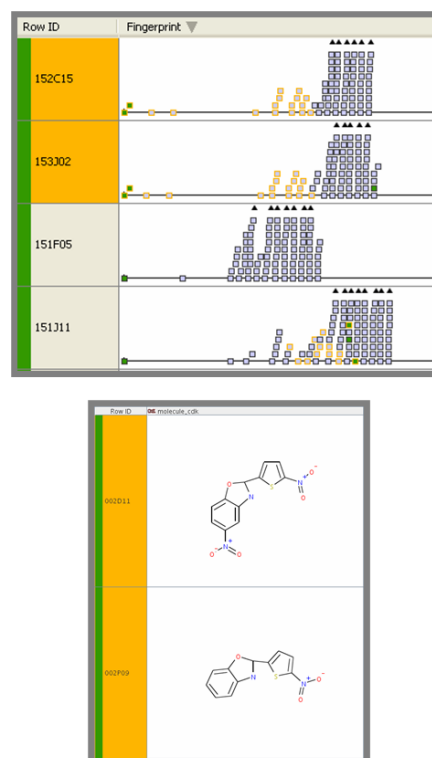 Row ID Fingerprint
152C15
153J02
151F05
151J11
Row ID molecule_cdk
002D11
O S N N+ O- O
N+ O- O
002F09
O N S N+ O- O